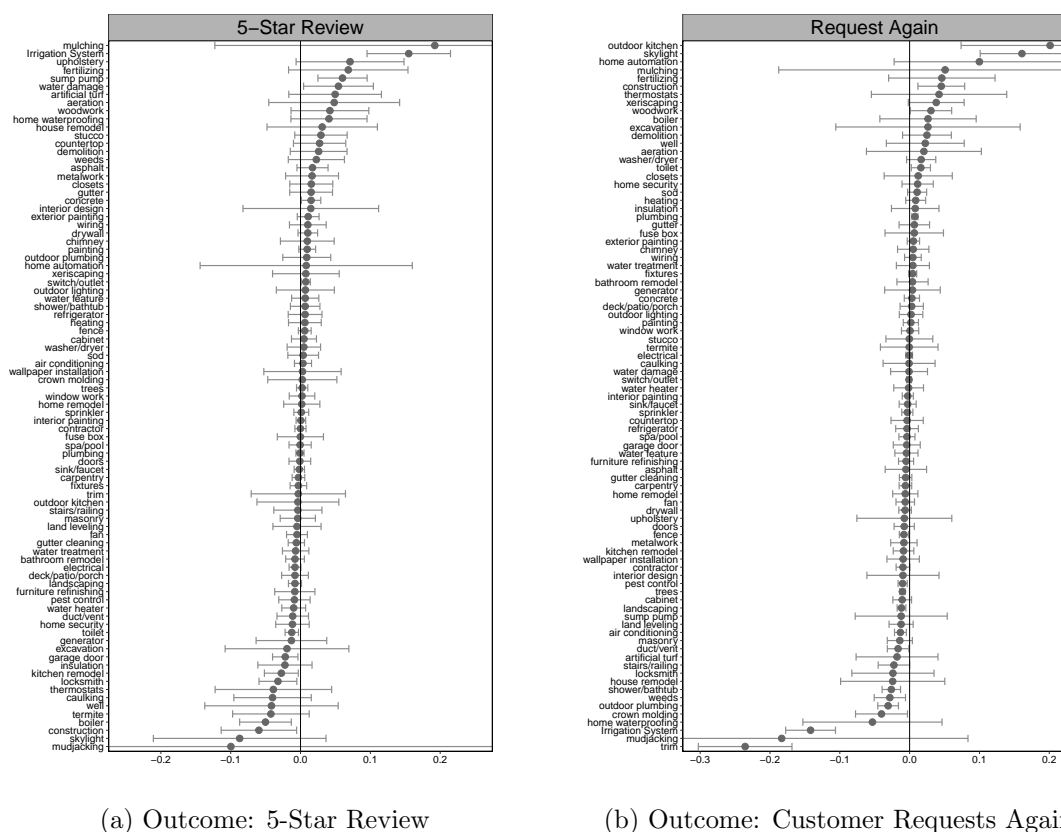 5−Star Review
mulching
Irrigation System
upholstery
fertilizing
sump pump
water damage
artificial turf
aeration
woodwork
home waterproofing
house remodel
stucco
countertop
demolition
weeds
asphalt
metalwork
closets
gutter
concrete
interior design
exterior painting
wiring
drywall
chimney
painting
outdoor plumbing
home automation
xeriscaping
switch/outlet
outdoor lighting
water feature
shower/bathtub
refrigerator
heating
fence
cabinet
washer/dryer
sod
air conditioning
wallpaper installation
crown molding
trees
window work
home remodel
sprinkler
interior painting
contractor
fuse box
spa/pool
plumbing
doors
sink/faucet
carpentry
fixtures
trim
outdoor kitchen
stairs/railing
masonry
land leveling
fan
gutter cleaning
water treatment
bathroom remodel
electrical
deck/patio/porch
landscaping
furniture refinishing
pest control
water heater
duct/vent
home security
toilet
generator
excavation
garage door
insulation
kitchen remodel
locksmith
thermostats
caulking
well
termite
boiler
construction
skylight
mudjacking
−0.2 −0.1 0.0 0.1 0.2
(a) Outcome: 5-Star Review
Request Again
outdoor kitchen
skylight
home automation
mulching
fertilizing
construction
thermostats
xeriscaping
woodwork
boiler
excavation
demolition
well
aeration
washer/dryer
toilet
closets
home security
sod
heating
insulation
plumbing
gutter
fuse box
exterior painting
chimney
wiring
water treatment
fixtures
bathroom remodel
generator
concrete
deck/patio/porch
outdoor lighting
painting
window work
stucco
termite
electrical
caulking
water damage
switch/outlet
water heater
interior painting
sink/faucet
sprinkler
countertop
refrigerator
spa/pool
garage door
water feature
furniture refinishing
asphalt
gutter cleaning
carpentry
home remodel
fan
drywall
upholstery
doors
fence
metalwork
kitchen remodel
wallpaper installation
contractor
interior design
pest control
trees
cabinet
landscaping
sump pump
land leveling
air conditioning
masonry
duct/vent
artificial turf
stairs/railing
locksmith
house remodel
shower/bathtub
weeds
outdoor plumbing
crown molding
home waterproofing
Irrigation System
mudjacking
trim
−0.3 −0.2 −0.1 0.0 0.1 0.2
(b) Outcome: Customer Requests Again